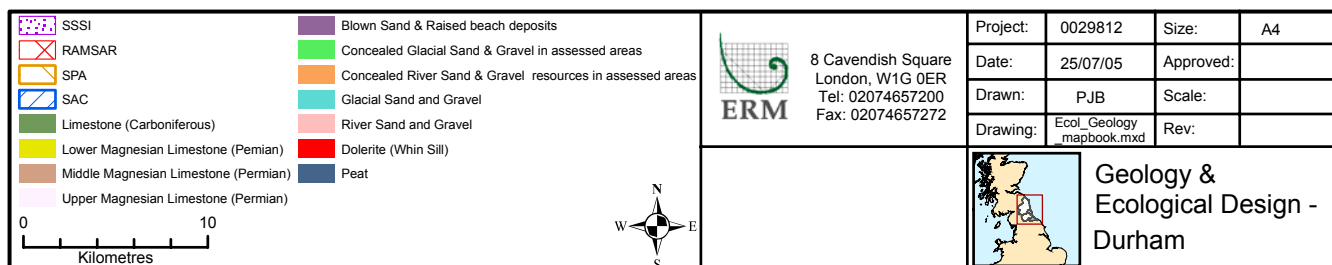 SSSI
RAMSAR
SPA
SAC
Limestone (Carboniferous)
Lower Magnesian Limestone (Pemian)
Middle Magnesian Limestone (Permian)
Upper Magnesian Limestone (Permian)
Blown Sand & Raised beach deposits
Concealed Glacial Sand & Gravel in assessed areas
Concealed River Sand & Gravel resources in assessed areas
Glacial Sand and Gravel
River Sand and Gravel
Dolerite (Whin Sill)
Peat
0 10
Kilometres
N
W E
S
ERM
8 Cavendish Square
London, W1G 0ER
Tel: 02074657200
Fax: 02074657272
Project: 0029812 Size: A4
Date: 25/07/05 Approved:
Drawn: PJB Scale:
Drawing: Ecol_Geology
_mapbook.mxd Rev:
Geology &
Ecological Design -
Durham